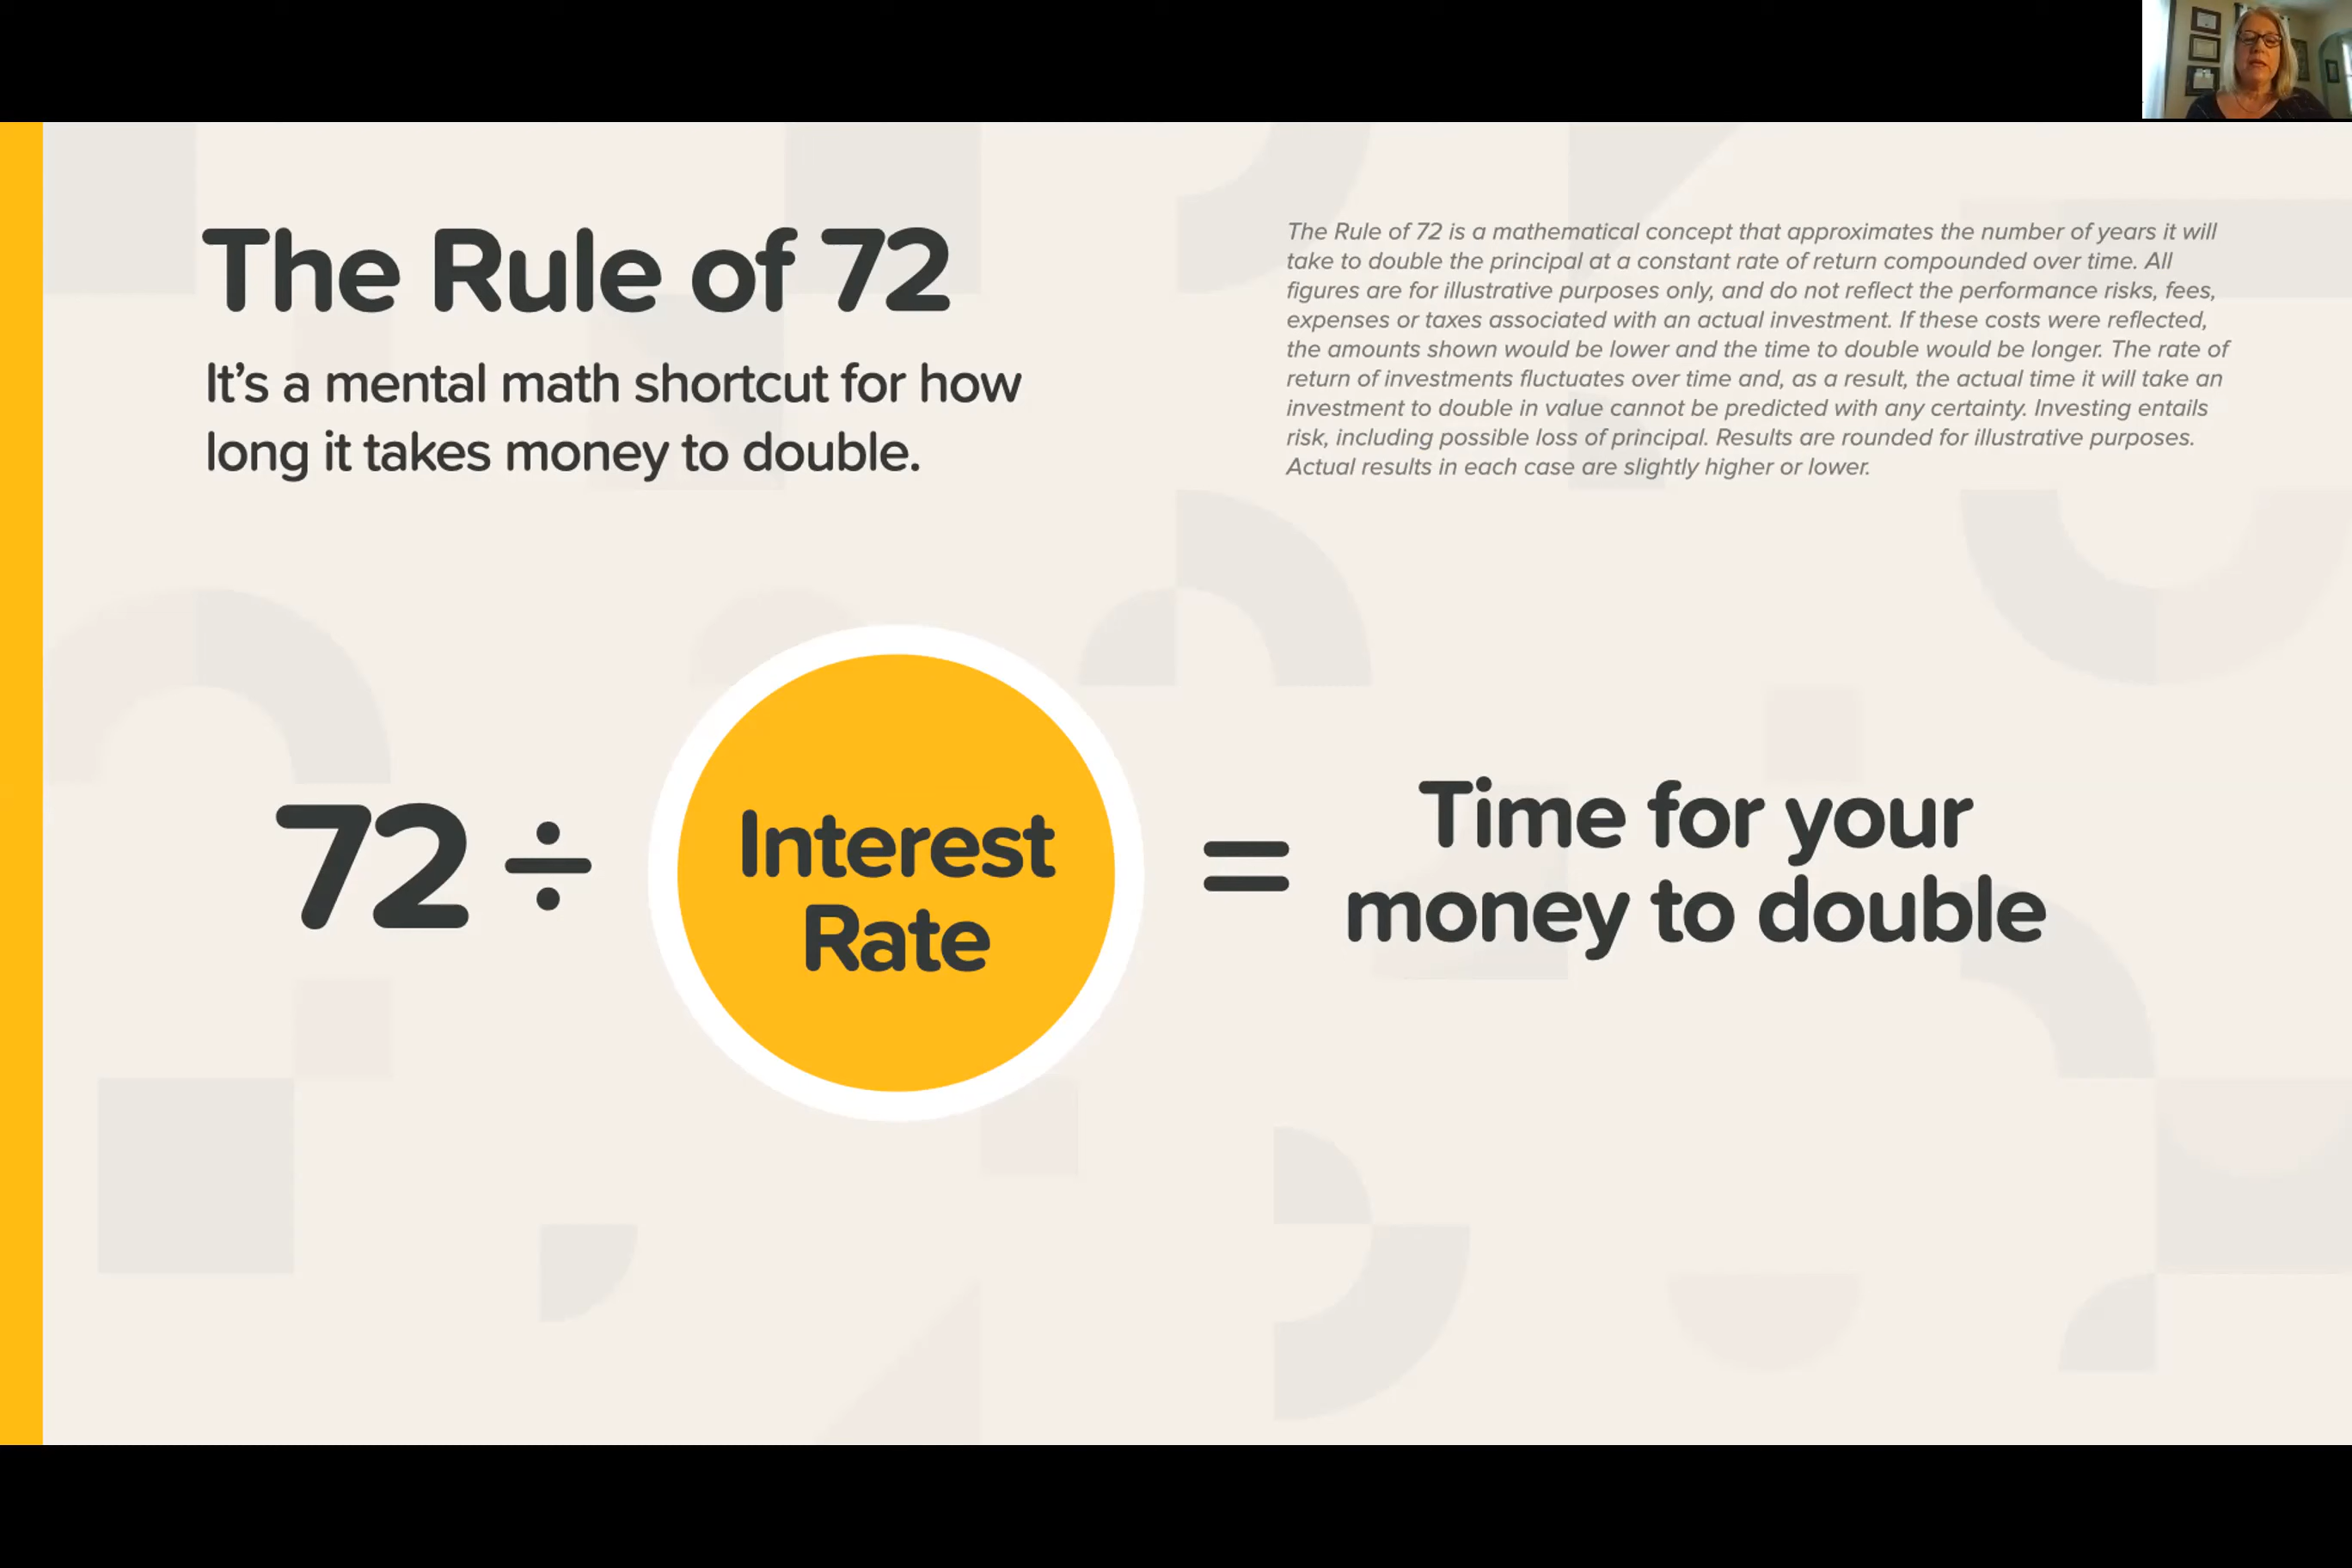 The Rule of 72
It’s a mental math shortcut for how
long it takes money to double.
The Rule of 72 is a mathematical concept that approximates the number of years it will
take to double the principal at a constant rate of return compounded over time. All
figures are for illustrative purposes only, and do not reflect the performance risks, fees,
expenses or taxes associated with an actual investment. If these costs were reflected,
the amounts shown would be lower and the time to double would be longer. The rate of
return of investments fluctuates over time and, as a result, the actual time it will take an
investment to double in value cannot be predicted with any certainty. Investing entails
risk, including possible loss of principal. Results are rounded for illustrative purposes.
Actual results in each case are slightly higher or lower.
72 ÷
Interest
Rate
=
Time for your
money to double